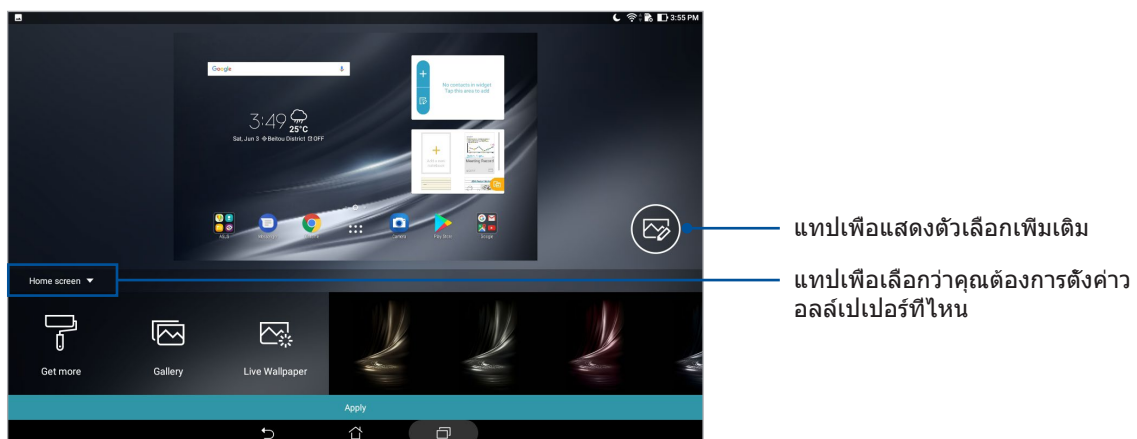 3:55 PM
Google
No contacts in widget.
Tap this area to add
3:49
25°C
Sat, Jun 3 Beitou District OFF
Meeting Record
Camera
Play Store
Google
แทปเพื่อแสดงตัวเลือกเพิ่มเติม
Home screen
แทปเพื่อเลือกว่าคุณต้องการตั้งค่าว
อลล์เปเปอร์ที่ไหน
Get more
Gallery
Live Wallpaper
Apply